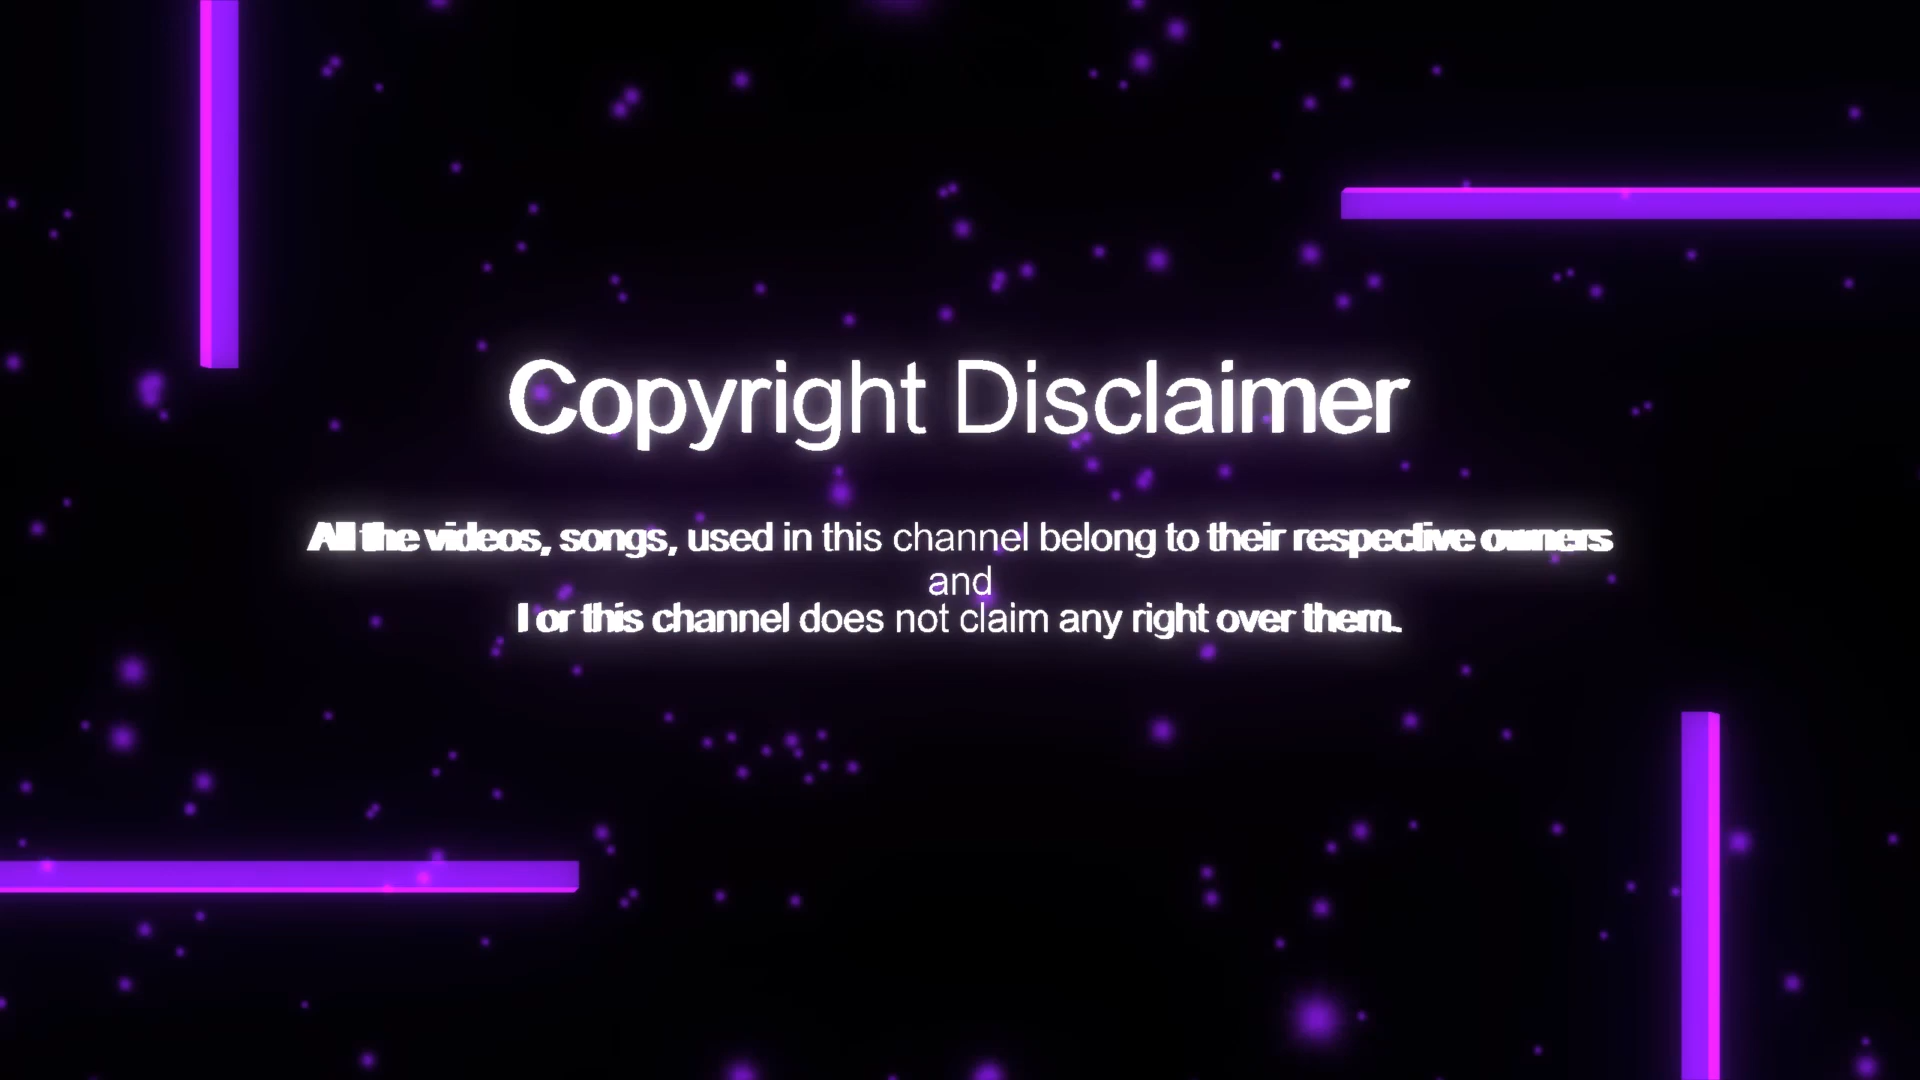 Copyright Disclaimer
All the videos, songs, used in this channel belong to their respective owners
and
I or this channel does not claim any right over them.